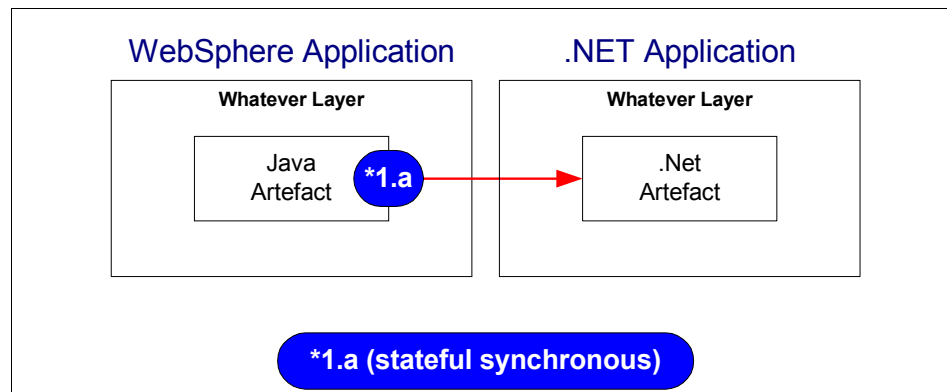 WebSphere Application
.NET Application
Whatever Layer
Whatever Layer
Java
Artefact
*1.a
.Net
Artefact
*1.a (stateful synchronous)